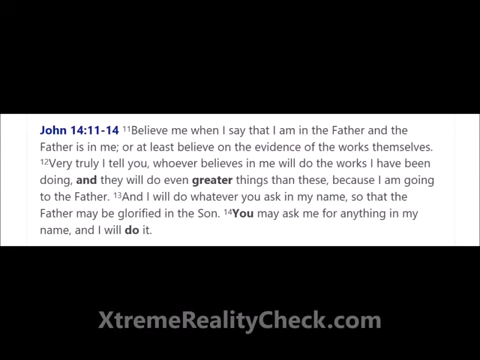 John 14:11-14 ¹¹Believe me when I say that I am in the Father and the
Father is in me; or at least believe on the evidence of the works themselves.
¹²Very truly I tell you, whoever believes in me will do the works I have been
doing, and they will do even greater things than these, because I am going
to the Father. ¹³And I will do whatever you ask in my name, so that the
Father may be glorified in the Son. ¹⁴You may ask me for anything in my
name, and I will do it.
XtremeRealityCheck.com